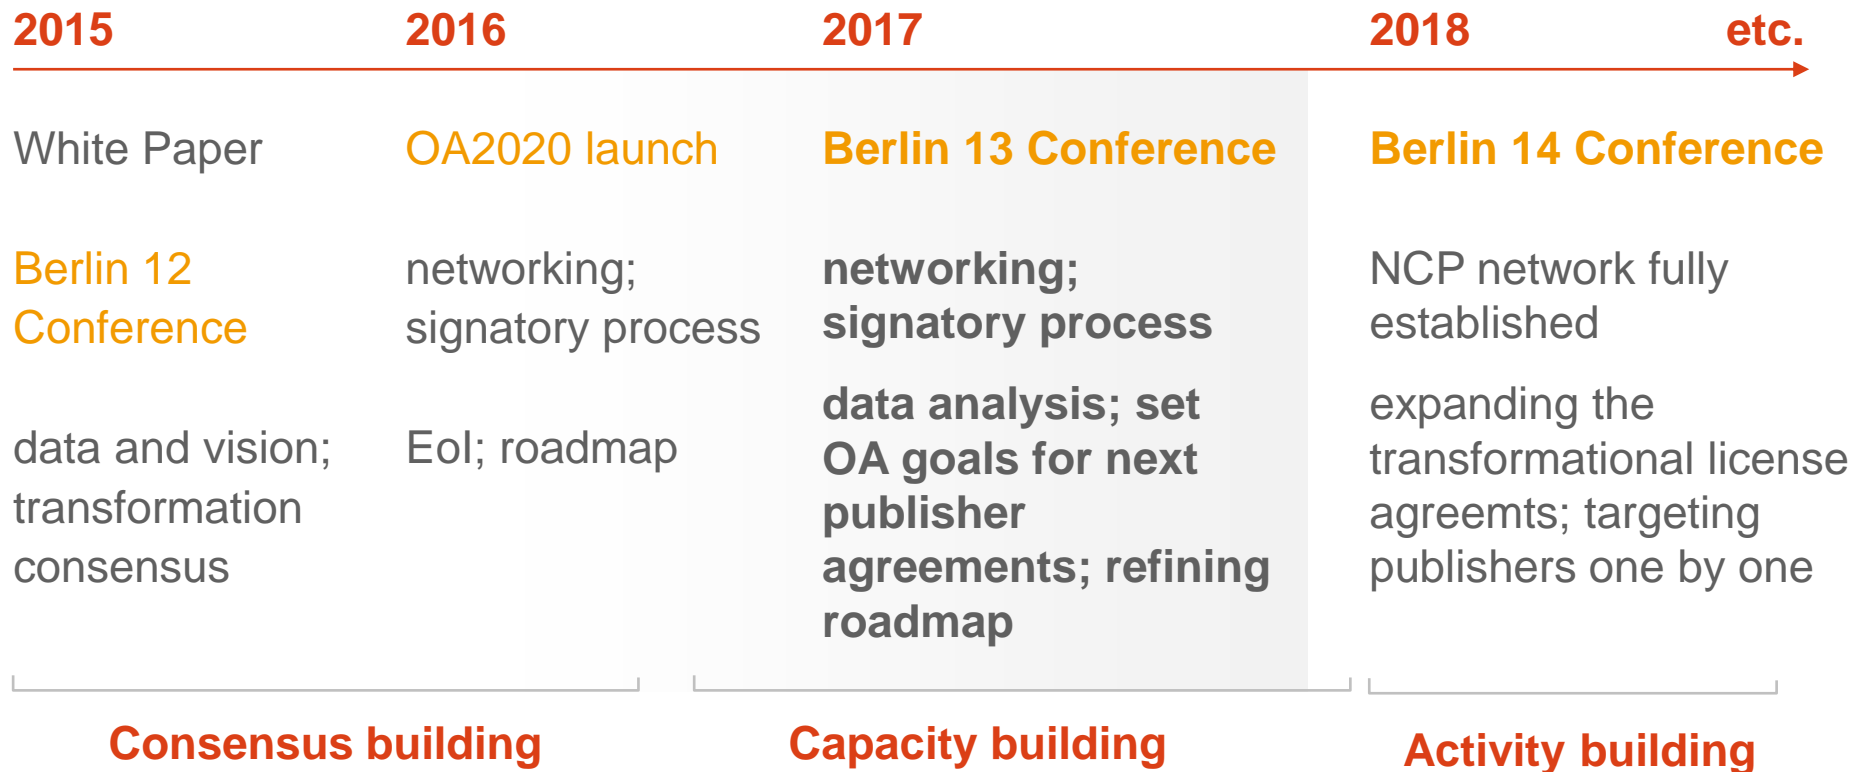 2015
2016
2017
2018
etc.
White Paper
OA2020 launch
Berlin 13 Conference
Berlin 14 Conference
Berlin 12
Conference
networking;
signatory process
networking;
signatory process
NCP network fully
established
data and vision;
transformation
consensus
EoI; roadmap
data analysis; set
OA goals for next
publisher
agreements; refining
roadmap
expanding the
transformational license
agreemts; targeting
publishers one by one
Consensus building
Capacity building
Activity building